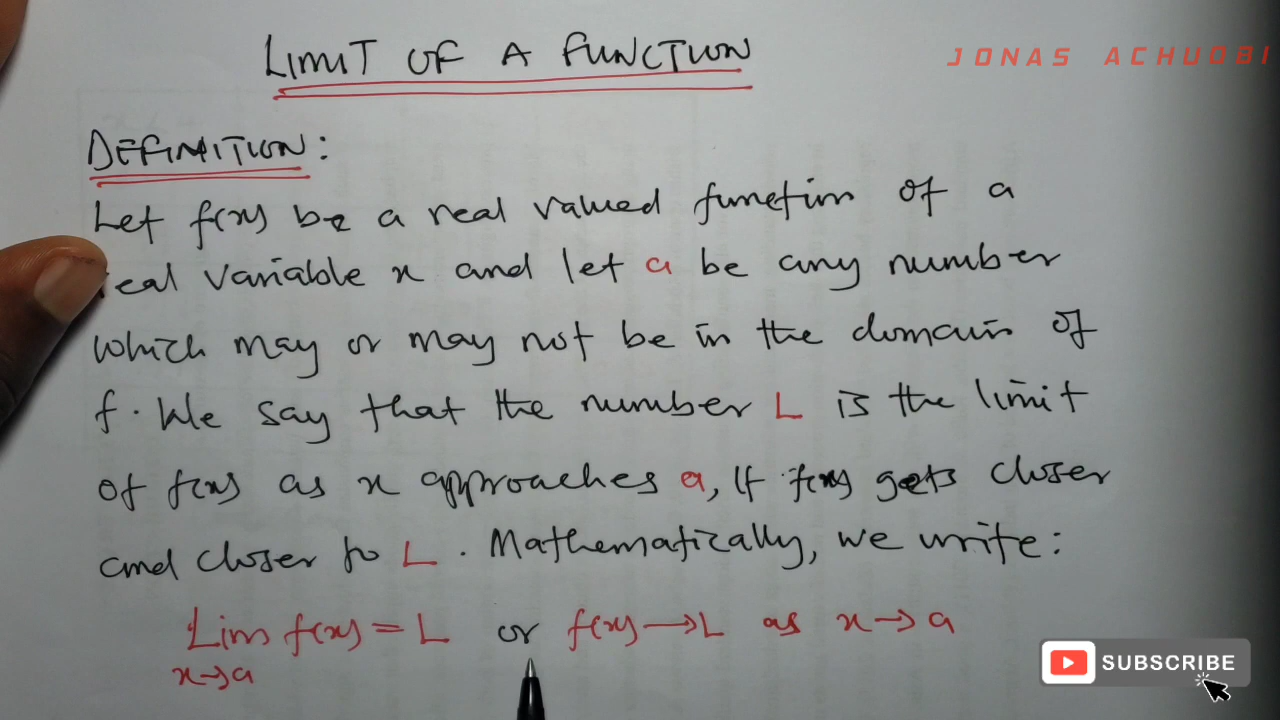 LIMIT OF A FUNCTION
JONAS ACHUOBI
DEFINITION:
Let f(x) be a real valued function of a
real variable x and let a be any number
which may or may not be in the domain of
f. We say that the number L is the limit
of f(x) as x approaches a, If f(x) gets closer
and closer to L. Mathematically, we write:
Lim f(x) = L or f(x) → L as x → a
x→a
SUBSCRIBE